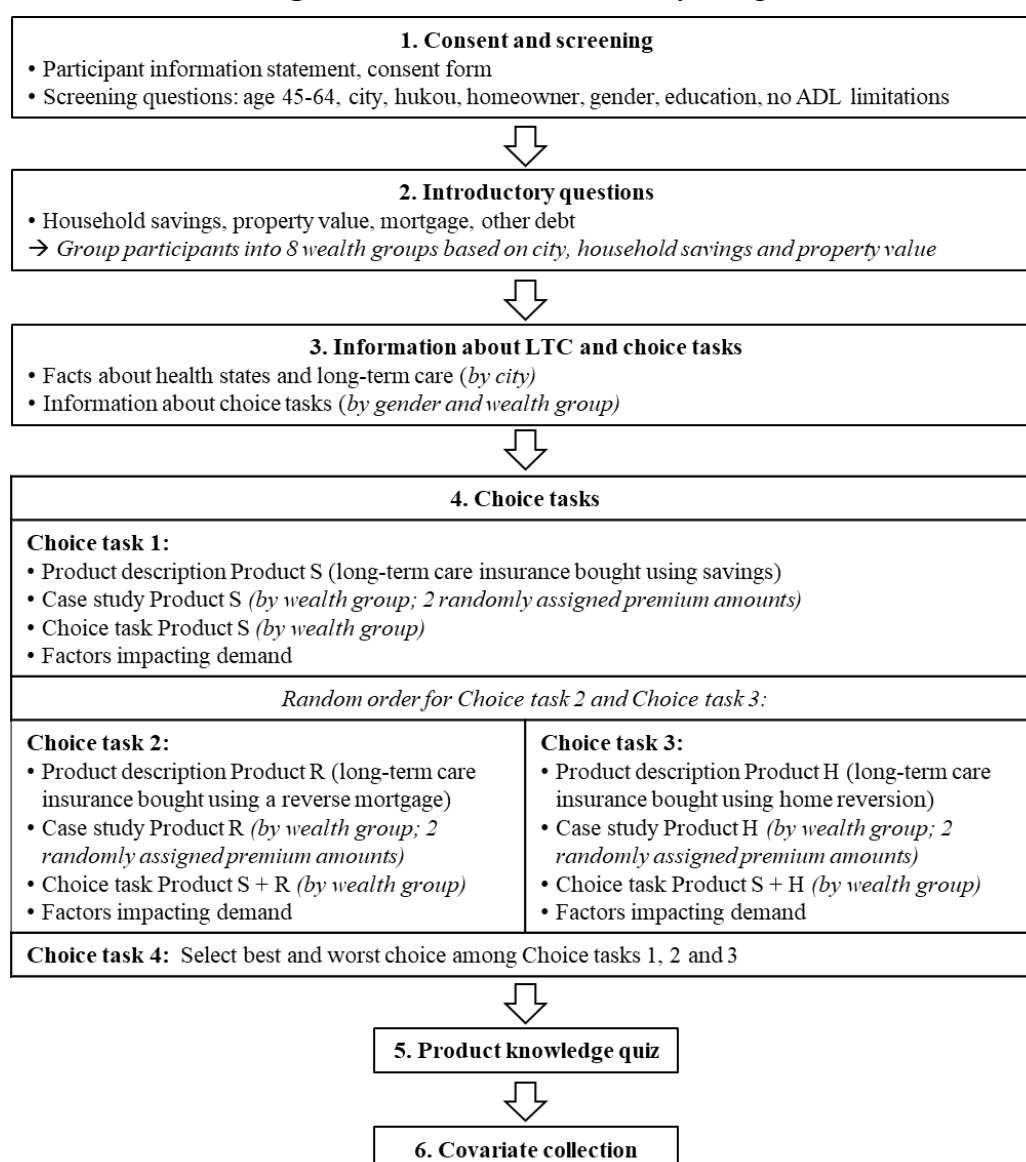 1. Consent and screening
• Participant information statement, consent form
• Screening questions: age 45-64, city, hukou, homeowner, gender, education, no ADL limitations
2. Introductory questions
• Household savings, property value, mortgage, other debt
→ Group participants into 8 wealth groups based on city, household savings and property value
3. Information about LTC and choice tasks
• Facts about health states and long-term care (by city)
• Information about choice tasks (by gender and wealth group)
4. Choice tasks
Choice task 1:
• Product description Product S (long-term care insurance bought using savings)
• Case study Product S (by wealth group; 2 randomly assigned premium amounts)
• Choice task Product S (by wealth group)
• Factors impacting demand
Random order for Choice task 2 and Choice task 3:
Choice task 2:
• Product description Product R (long-term care
insurance bought using a reverse mortgage)
• Case study Product R (by wealth group; 2
randomly assigned premium amounts)
• Choice task Product S + R (by wealth group)
• Factors impacting demand
Choice task 3:
• Product description Product H (long-term care
insurance bought using home reversion)
• Case study Product H (by wealth group; 2
randomly assigned premium amounts)
• Choice task Product S + H (by wealth group)
• Factors impacting demand
Choice task 4: Select best and worst choice among Choice tasks 1, 2 and 3
5. Product knowledge quiz
6. Covariate collection